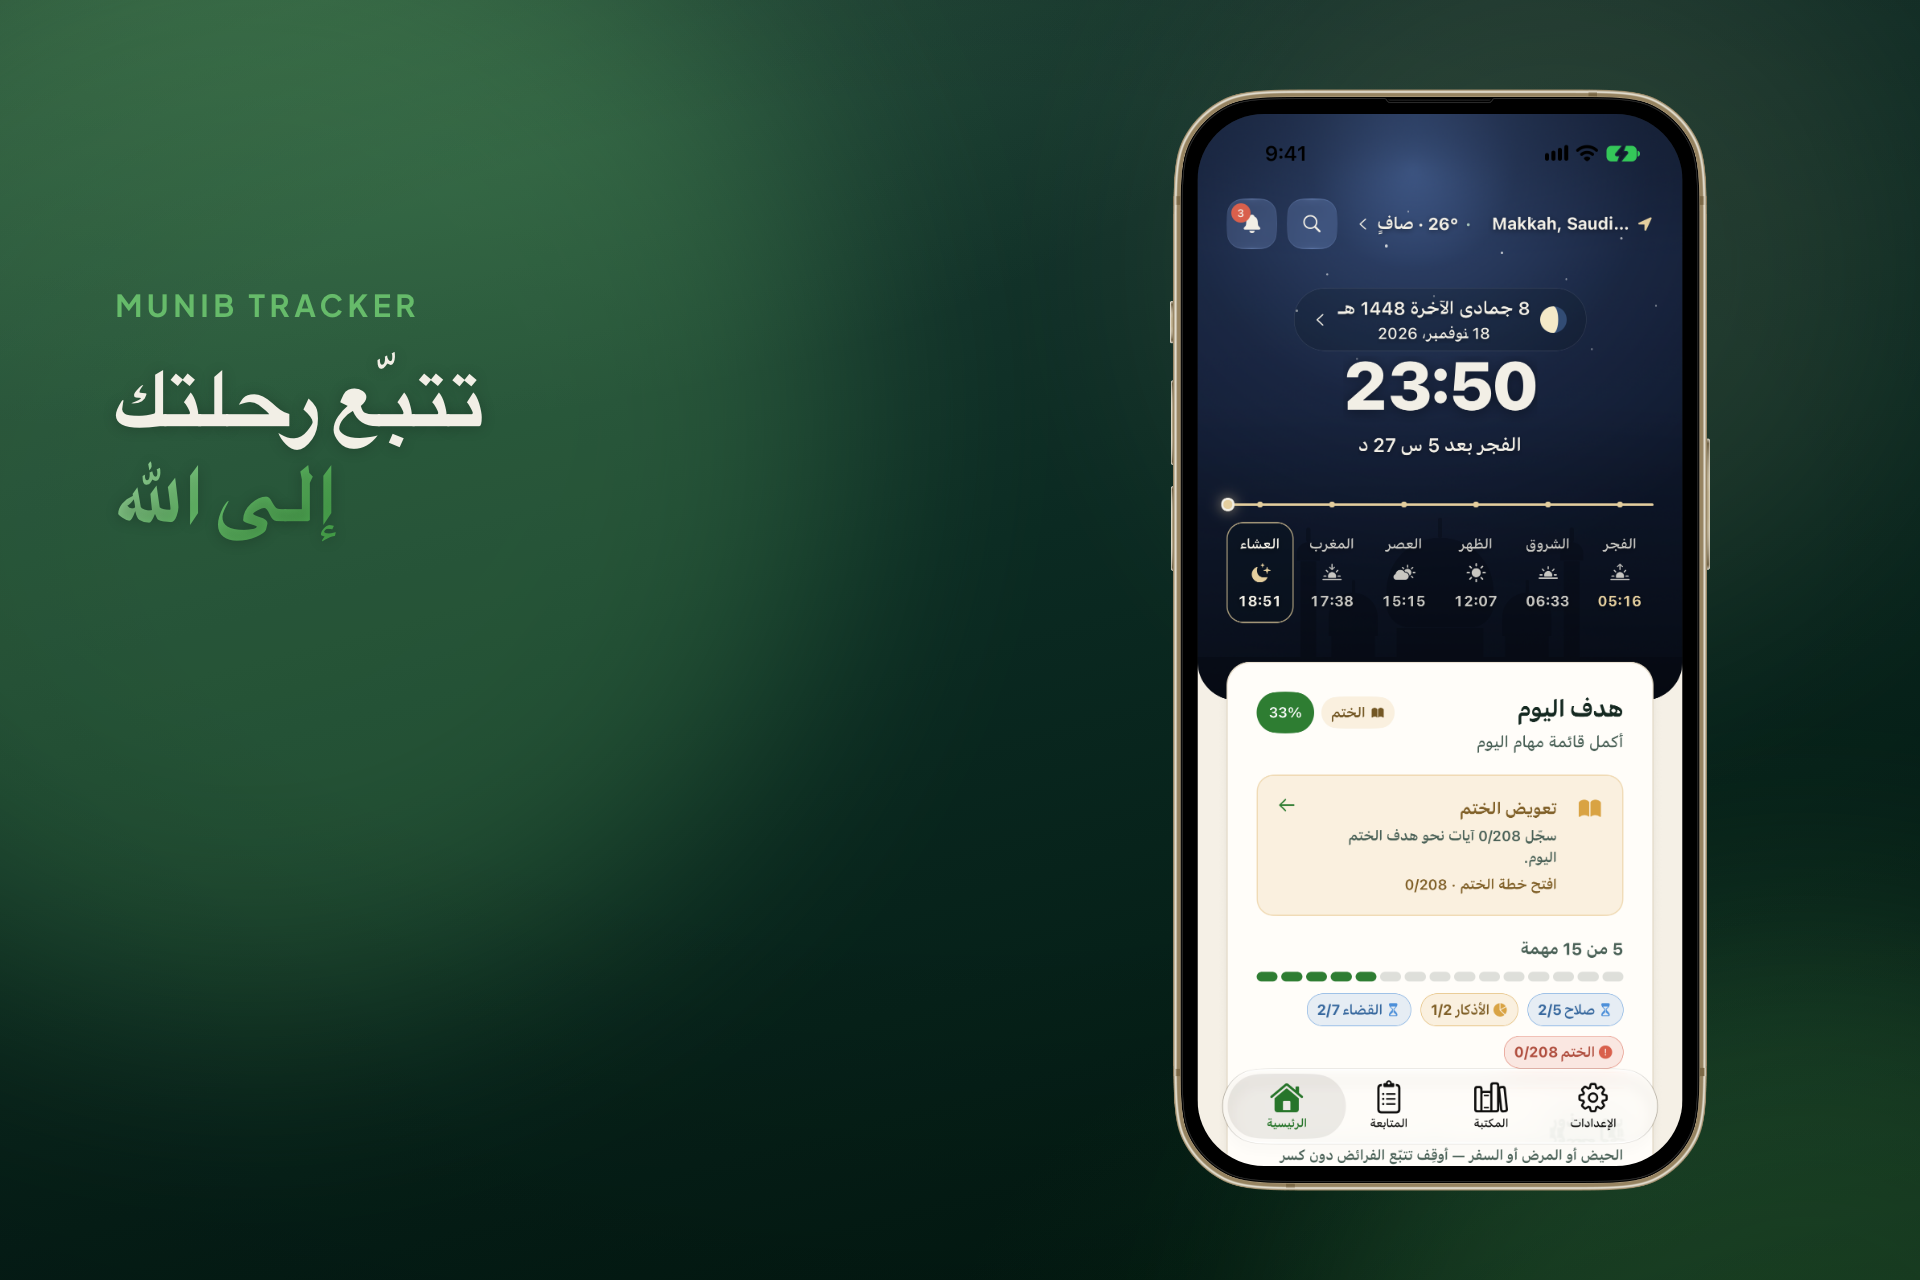 MUNIB TRACKER
تتبّع رحلتك
إلى الله
9:41
Makkah, Saudi...
· 26° · صافٍ
3
8 جمادى الآخرة 1448 هـ
18 نوفمبر، 2026
23:50
الفجر بعد 5 س 27 د
الفجر الشروق الظهر العصر المغرب العشاء
05:16 06:33 12:07 15:15 17:38 18:51
هدف اليوم
الختم
33%
أكمل قائمة مهام اليوم
تعويض الختم
سجّل 0/208 آيات نحو هدف الختم
اليوم.
افتح خطة الختم · 0/208
5 من 15 مهمة
صلاح 2/5
الأذكار 1/2
القضاء 2/7
الختم 0/208
الإعدادات المكتبة المتابعة الرئيسية
الحيض أو المرض أو السفر — أوقِف تتبّع الفرائض دون كسر